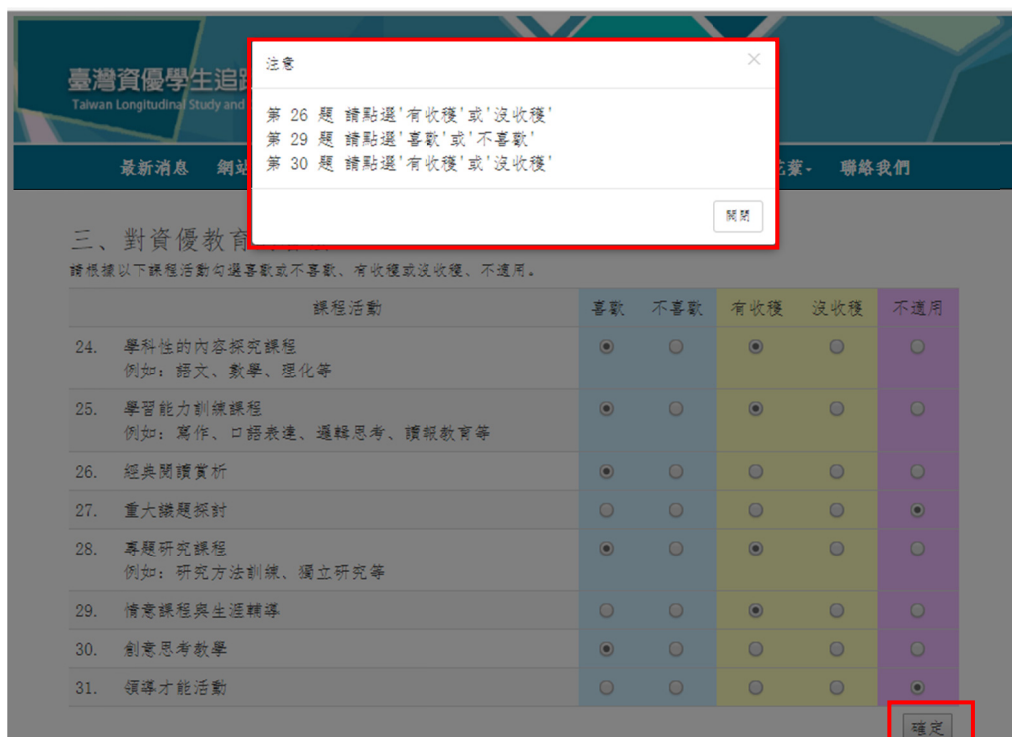 臺灣資優學生追
Taiwan Longitudinal Study and
注意
×
第 26 題 請點選'有收穫'或'沒收穫'
第 29 題 請點選'喜歡'或'不喜歡'
第 30 題 請點選'有收穫'或'沒收穫'
關閉
最新消息 網站 聯絡我們
三、對資優教育
請根據以下課程活動勾選喜歡或不喜歡、有收穫或沒收穫、不適用。
課程活動 喜歡 不喜歡 有收穫 沒收穫 不適用
24. 學科性的內容探究課程
例如：語文、數學、理化等
25. 學習能力訓練課程
例如：寫作、口語表達、邏輯思考、讀報教育等
26. 經典閱讀賞析
27. 重大議題探討
28. 專題研究課程
例如：研究方法訓練、獨立研究等
29. 情意課程與生涯輔導
30. 創意思考教學
31. 領導才能活動
確定